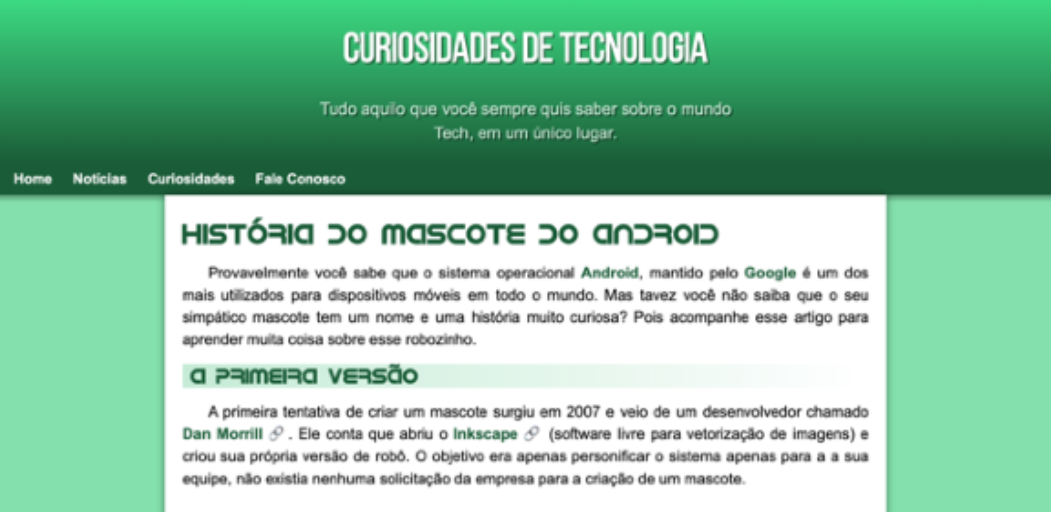 CURIOSIDADES DE TECNOLOGIA
Tudo aquilo que você sempre quis saber sobre o mundo
Tech, em um único lugar.
Home Notícias Curiosidades Fale Conosco
HISTÓRIA DO MASCOTE DO ANDROID
Provavelmente você sabe que o sistema operacional Android, mantido pelo Google é um dos
mais utilizados para dispositivos móveis em todo o mundo. Mas tavez você não saiba que o seu
simpático mascote tem um nome e uma história muito curiosa? Pois acompanhe esse artigo para
aprender muita coisa sobre esse robozinho.
A PRIMEIRA VERSÃO
A primeira tentativa de criar um mascote surgiu em 2007 e veio de um desenvolvedor chamado
Dan Morrill 🔗 . Ele conta que abriu o Inkscape 🔗 (software livre para vetorização de imagens) e
criou sua própria versão de robô. O objetivo era apenas personificar o sistema apenas para a a sua
equipe, não existia nenhuma solicitação da empresa para a criação de um mascote.